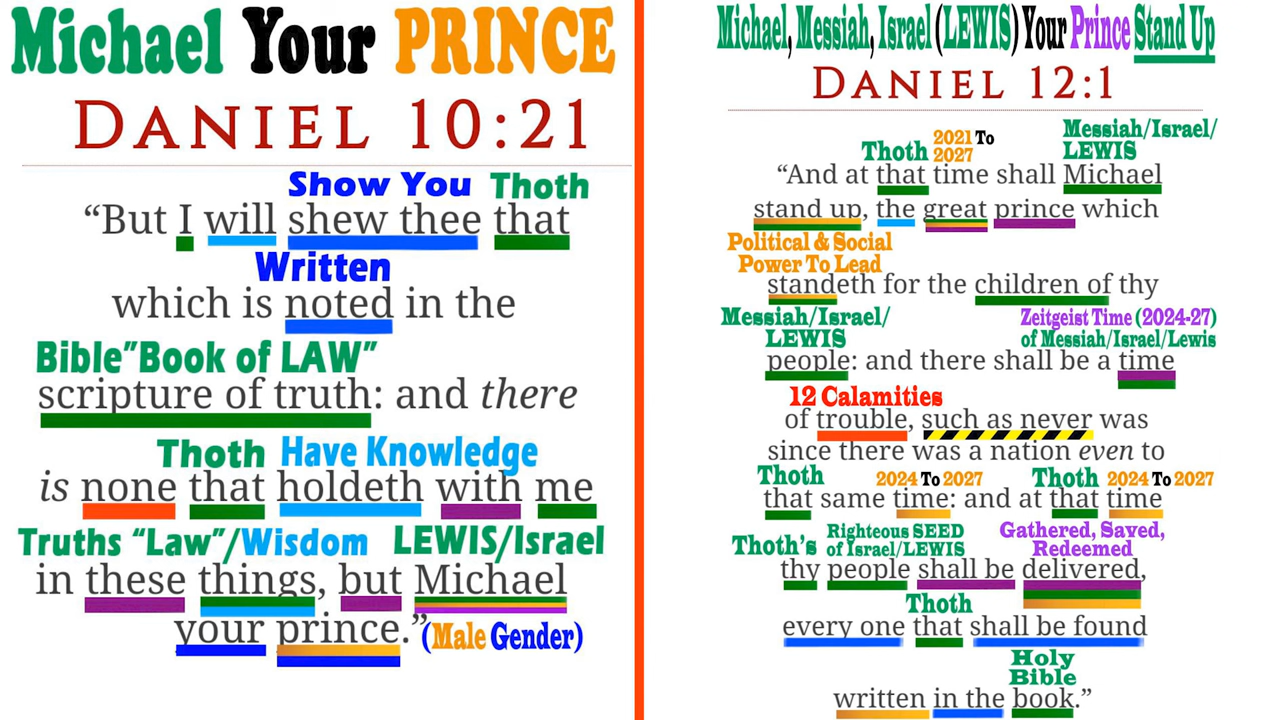 Michael Your PRINCE
DANIEL 10:21
Show You Thoth
“But I will shew thee that
Written
which is noted in the
Bible”Book of LAW”
scripture of truth: and there
Thoth Have Knowledge
is none that holdeth with me
Truths “Law”/Wisdom LEWIS/Israel
in these things, but Michael
your prince.” (Male Gender)
Michael, Messiah, Israel (LEWIS) Your Prince Stand Up
DANIEL 12:1
Thoth 2021 To 2027 Messiah/Israel/
LEWIS
“And at that time shall Michael
stand up, the great prince which
Political & Social
Power To Lead
standeth for the children of thy
Messiah/Israel/ Zeitgeist Time (2024-27)
LEWIS of Messiah/Israel/Lewis
people: and there shall be a time
12 Calamities
of trouble, such as never was
since there was a nation even to
Thoth 2024 To 2027 Thoth 2024 To 2027
that same time: and at that time
Thoth's Righteous SEED Gathered, Saved,
of Israel/LEWIS Redeemed
thy people shall be delivered,
Thoth
every one that shall be found
Holy
Bible
written in the book.”